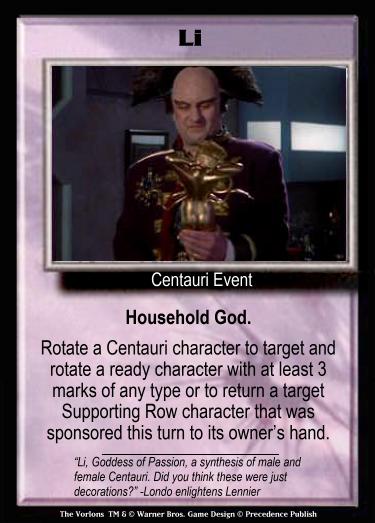 Li
Centauri Event
Household God.
Rotate a Centauri character to target and
rotate a ready character with at least 3
marks of any type or to return a target
Supporting Row character that was
sponsored this turn to its owner's hand.
“Li, Goddess of Passion, a synthesis of male and
female Centauri. Did you think these were just
decorations?” -Londo enlightens Lennier
The Vorlons TM & © Warner Bros. Game Design © Precedence Publish